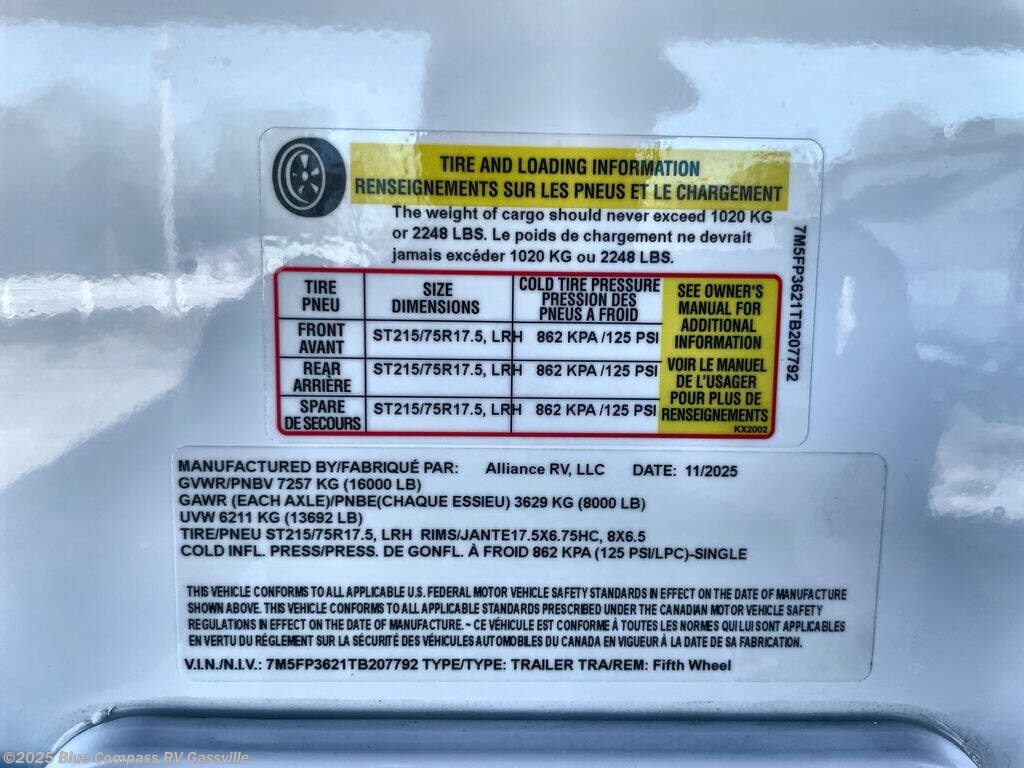 TIRE AND LOADING INFORMATION
RENSEIGNEMENTS SUR LES PNEUS ET LE CHARGEMENT
The weight of cargo should never exceed 1020 KG
or 2248 LBS. Le poids de chargement ne devrait
jamais excéder 1020 KG ou 2248 LBS.
7M5FP3621TB207792
TIRE
PNEU
SIZE
DIMENSIONS
COLD TIRE PRESSURE
PRESSION DES
PNEUS A FROID
FRONT
AVANT
ST215/75R17.5, LRH
862 KPA /125 PSI
REAR
ARRIÈRE
ST215/75R17.5, LRH
862 KPA /125 PSI
SPARE
DE SECOURS
ST215/75R17.5, LRH
862 KPA /125 PSI
SEE OWNER'S
MANUAL FOR
ADDITIONAL
INFORMATION
VOIR LE MANUEL
DE L'USAGER
POUR PLUS DE
RENSEIGNEMENTS
KX2002
MANUFACTURED BY/FABRIQUÉ PAR: Alliance RV, LLC DATE: 11/2025
GVWR/PNBV 7257 KG (16000 LB)
GAWR (EACH AXLE)/PNBE(CHAQUE ESSIEU) 3629 KG (8000 LB)
UVW 6211 KG (13692 LB)
TIRE/PNEU ST215/75R17.5, LRH RIMS/JANTE17.5X6.75HC, 8X6.5
COLD INFL. PRESS/PRESS. DE GONFL. À FROID 862 KPA (125 PSI/LPC)-SINGLE
THIS VEHICLE CONFORMS TO ALL APPLICABLE U.S. FEDERAL MOTOR VEHICLE SAFETY STANDARDS IN EFFECT ON THE DATE OF MANUFACTURE
SHOWN ABOVE. THIS VEHICLE CONFORMS TO ALL APPLICABLE STANDARDS PRESCRIBED UNDER THE CANADIAN MOTOR VEHICLE SAFETY
REGULATIONS IN EFFECT ON THE DATE OF MANUFACTURE. ~ CE VÉHICULE EST CONFORME À TOUTES LES NORMES QUI LUI SONT APPLICABLES
EN VERTU DU RÉGLEMENT SUR LA SÉCURITÉ DES VÉHICULES AUTOMOBILES DU CANADA EN VIGUEUR À LA DATE DE SA FABRICATION.
V.I.N./N.I.V.: 7M5FP3621TB207792 TYPE/TYPE: TRAILER TRA/REM: Fifth Wheel
©2025 Blue Compass RV Gassville